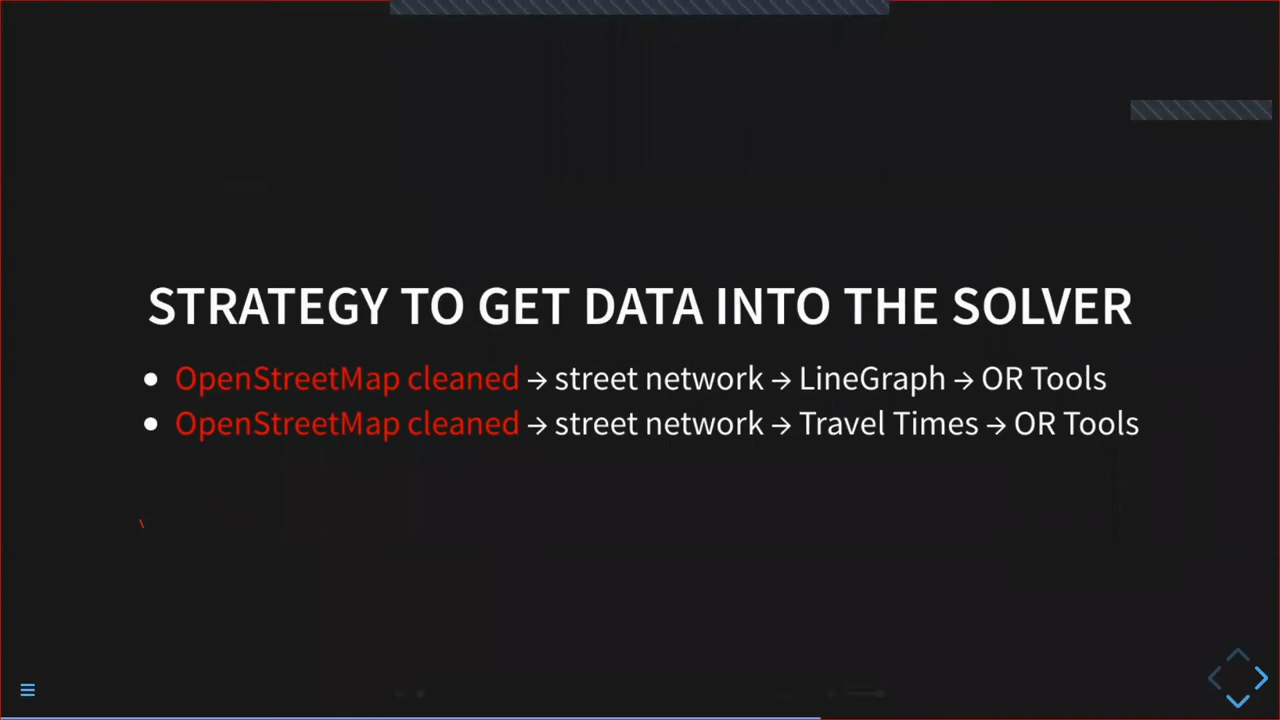 STRATEGY TO GET DATA INTO THE SOLVER
• OpenStreetMap cleaned → street network → LineGraph → OR Tools
• OpenStreetMap cleaned → street network → Travel Times → OR Tools